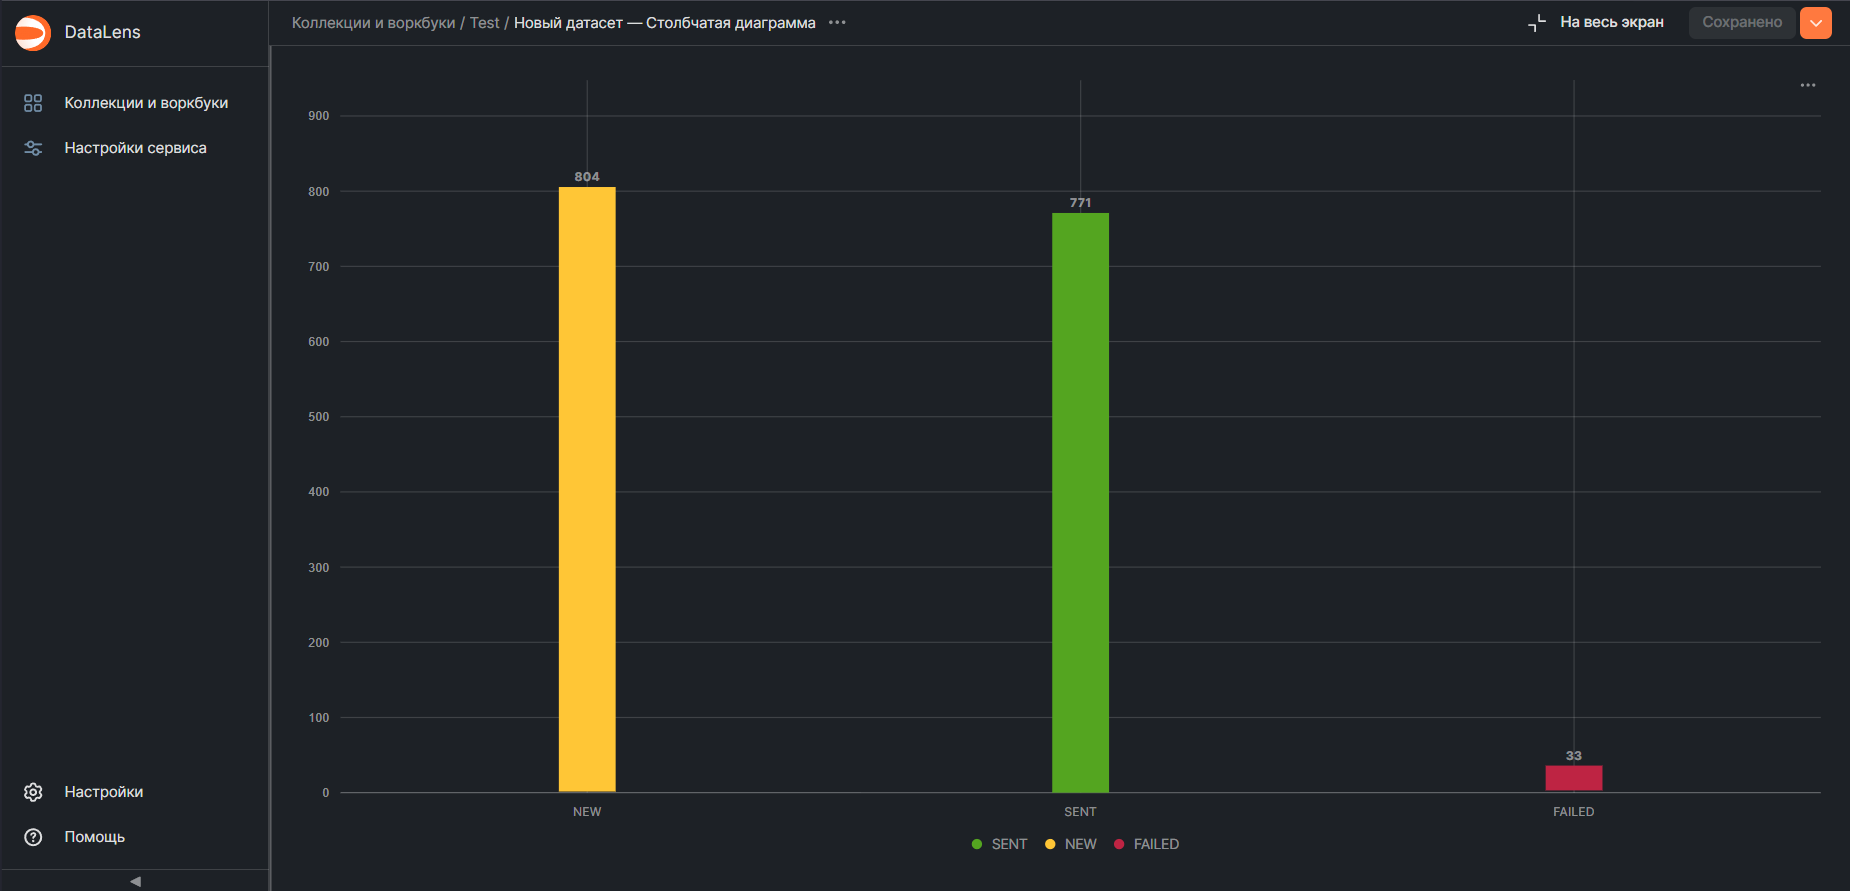 DataLens
Коллекции и воркбуки / Test / Новый датасет — Столбчатая диаграмма
На весь экран
Сохранено
Коллекции и воркбуки
Настройки сервиса
Настройки
Помощь
900
800
700
600
500
400
300
200
100
0
804
771
33
NEW
SENT
FAILED
SENT
NEW
FAILED